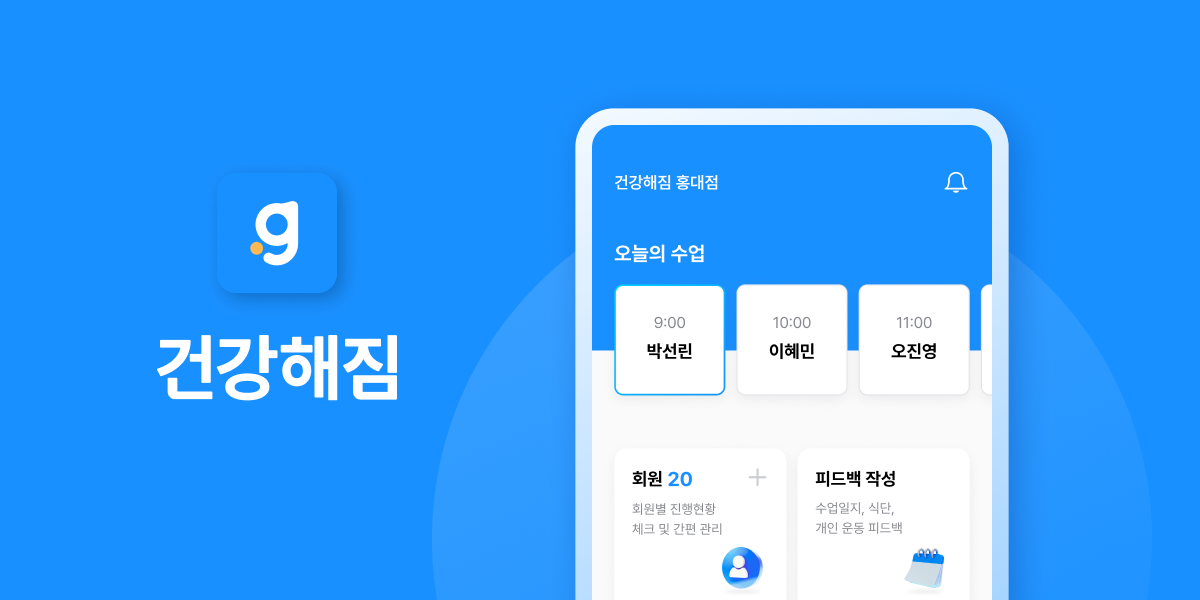 g
건강해짐
건강해짐 홍대점
오늘의 수업
9:00
박선린
10:00
이혜민
11:00
오진영
회원 20
회원별 진행현황
체크 및 간편 관리
피드백 작성
수업일지, 식단,
개인 운동 피드백